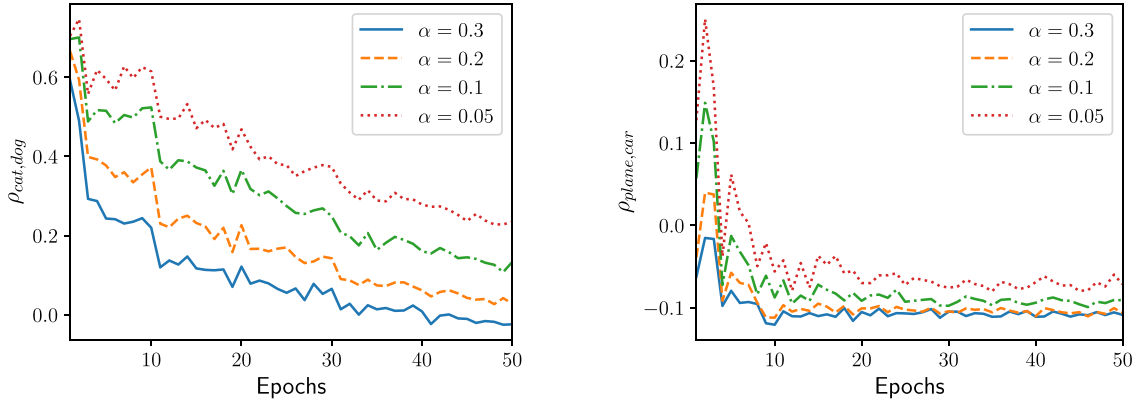 α = 0.3
α = 0.2
α = 0.1
α = 0.05
0.6
0.4
0.2
0.0
ρcat,dog
10 20 30 40 50
Epochs
α = 0.3
α = 0.2
α = 0.1
α = 0.05
0.2
0.1
0.0
−0.1
ρplane,car
10 20 30 40 50
Epochs